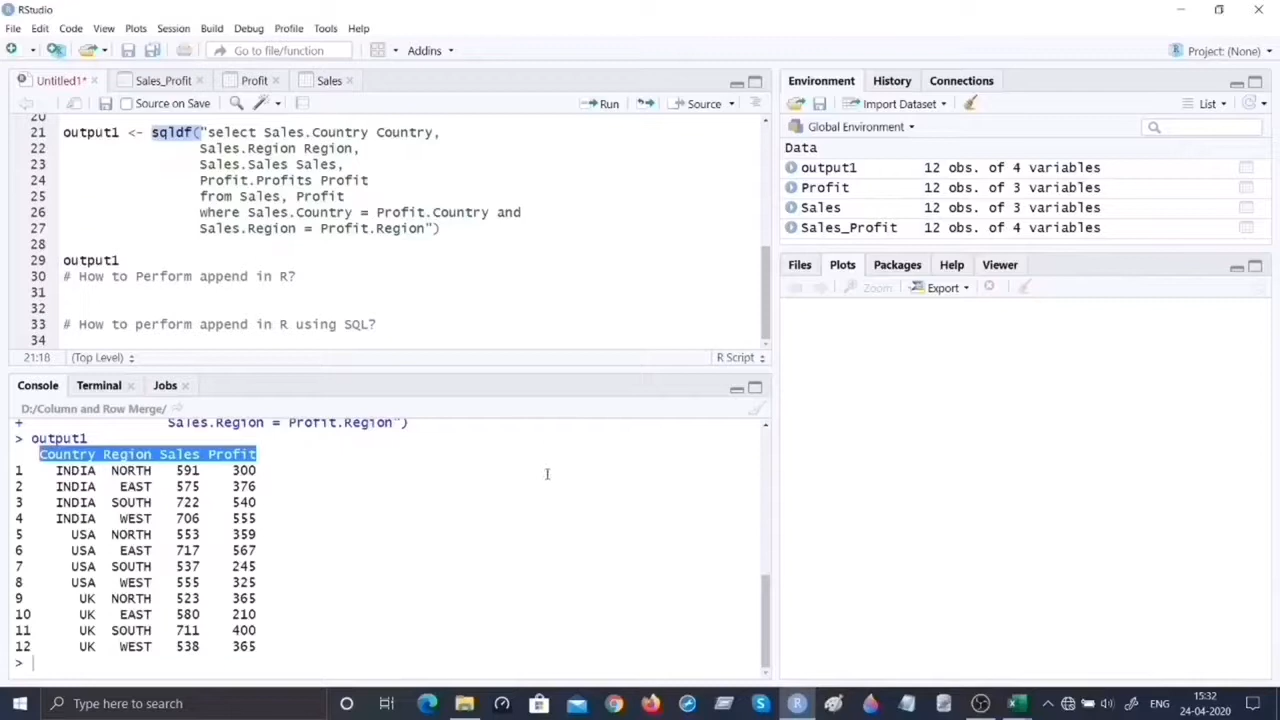 RStudio
File Edit Code View Plots Session Build Debug Profile Tools Help
Go to file/function Addins Project: (None)
Untitled1* Sales_Profit Profit Sales
Source on Save Run Source
20
21 output1 <- sqldf("select Sales.Country Country,
22 Sales.Region Region,
23 Sales.Sales Sales,
24 Profit.Profits Profit
25 from Sales, Profit
26 where Sales.Country = Profit.Country and
27 Sales.Region = Profit.Region")
28
29 output1
30 # How to Perform append in R?
31
32
33 # How to perform append in R using SQL?
34
21:18 (Top Level) R Script
Console Terminal Jobs
D:/Column and Row Merge/
+ Sales.Region = Profit.Region")
> output1
Country Region Sales Profit
1 INDIA NORTH 591 300
2 INDIA EAST 575 376
3 INDIA SOUTH 722 540
4 INDIA WEST 706 555
5 USA NORTH 553 359
6 USA EAST 717 567
7 USA SOUTH 537 245
8 USA WEST 555 325
9 UK NORTH 523 365
10 UK EAST 580 210
11 UK SOUTH 711 400
12 UK WEST 538 365
>
Environment History Connections
Import Dataset List
Global Environment
Data
output1 12 obs. of 4 variables
Profit 12 obs. of 3 variables
Sales 12 obs. of 3 variables
Sales_Profit 12 obs. of 4 variables
Files Plots Packages Help Viewer
Zoom Export
Type here to search
ENG
15:32
24-04-2020